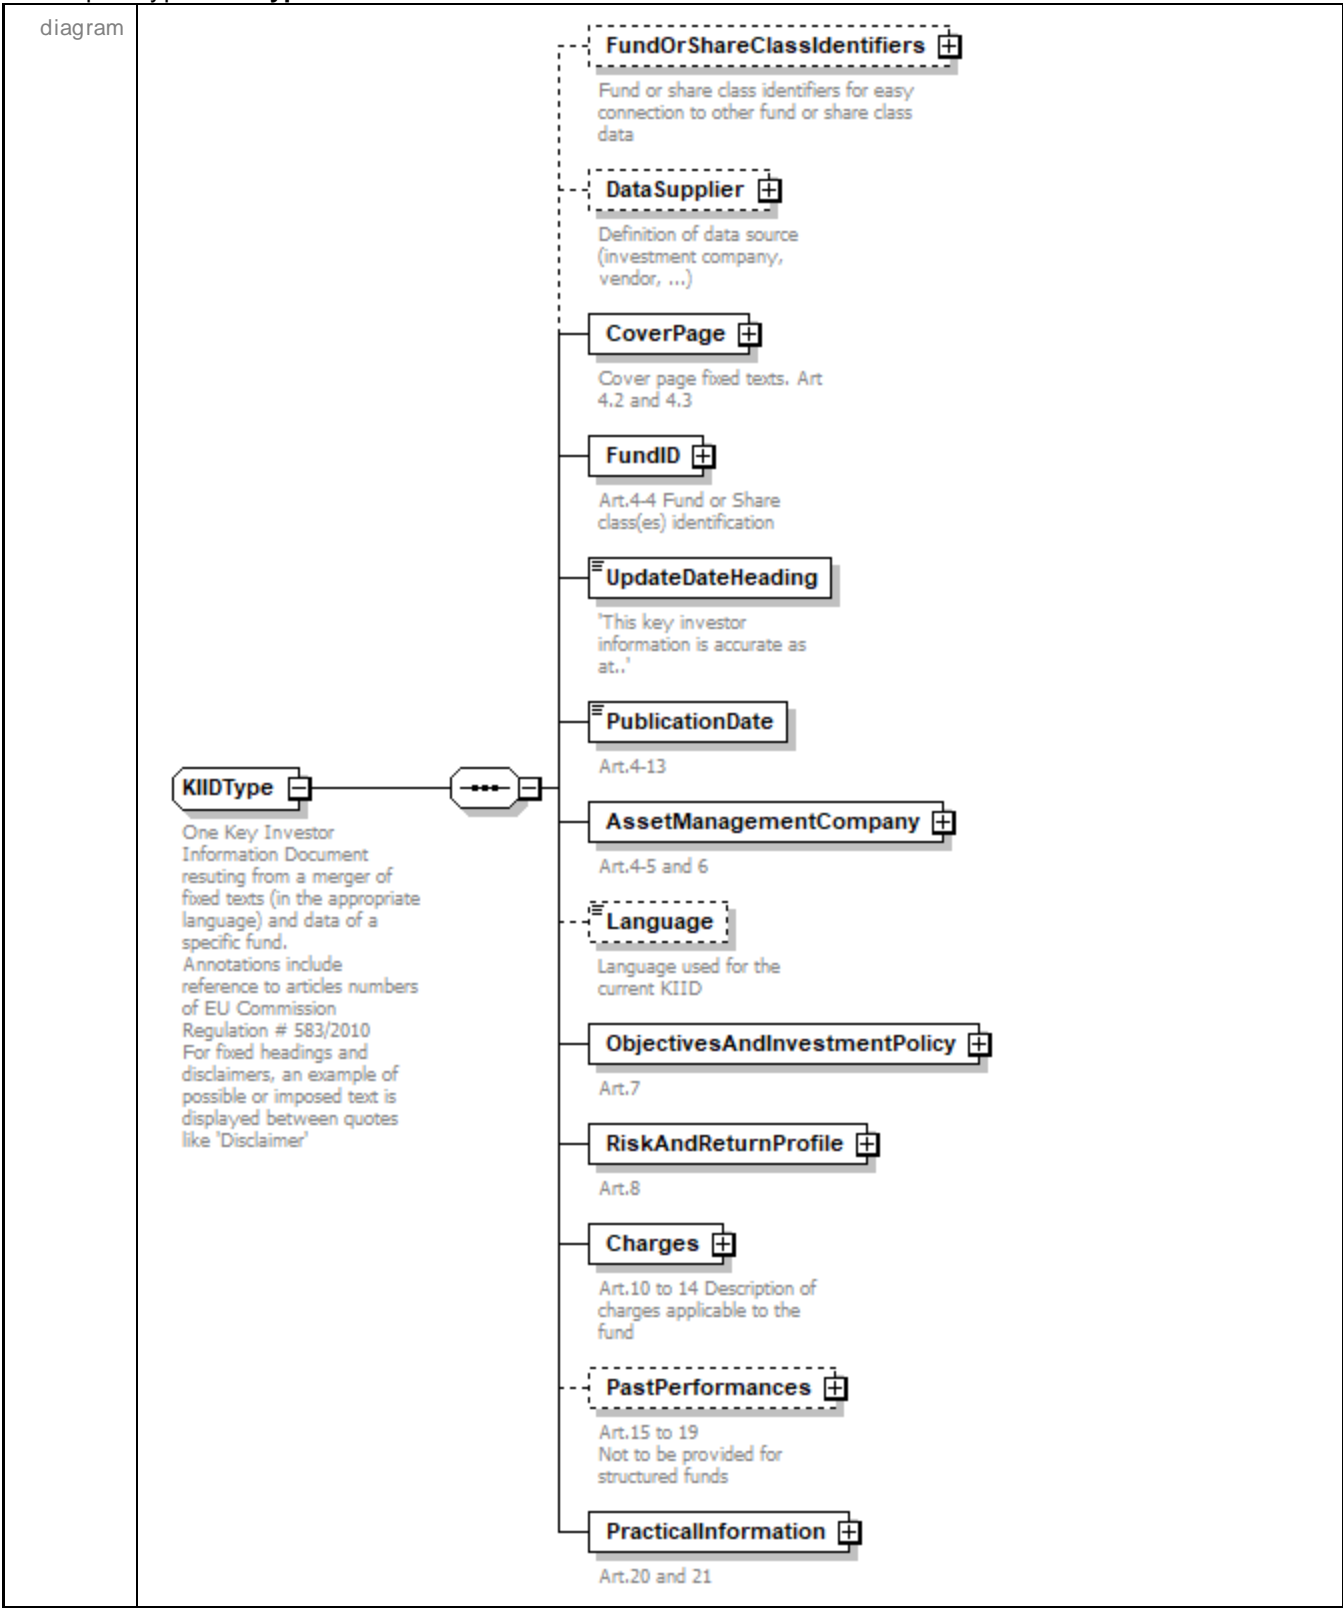 diagram
FundOrShareClassIdentifiers
Fund or share class identifiers for easy
connection to other fund or share class
data
DataSupplier
Definition of data source
(investment company,
vendor, ...)
CoverPage
Cover page fixed texts. Art
4.2 and 4.3
FundID
Art.4-4 Fund or Share
class(es) identification
UpdateDateHeading
'This key investor
information is accurate as
at..'
PublicationDate
Art.4-13
KIIDType
One Key Investor
Information Document
resuting from a merger of
fixed texts (in the appropriate
language) and data of a
specific fund.
Annotations include
reference to articles numbers
of EU Commission
Regulation # 583/2010
For fixed headings and
disclaimers, an example of
possible or imposed text is
displayed between quotes
like 'Disclaimer'
AssetManagementCompany
Art.4-5 and 6
Language
Language used for the
current KIID
ObjectivesAndInvestmentPolicy
Art.7
RiskAndReturnProfile
Art.8
Charges
Art.10 to 14 Description of
charges applicable to the
fund
PastPerformances
Art.15 to 19
Not to be provided for
structured funds
PracticalInformation
Art.20 and 21